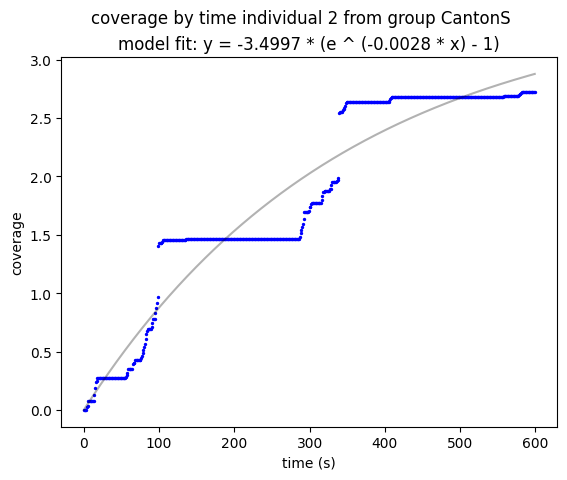 coverage by time individual 2 from group CantonS
model fit: y = -3.4997 * (e ^ (-0.0028 * x) - 1)
3.0
2.5
2.0
1.5
1.0
0.5
0.0
coverage
0 100 200 300 400 500 600
time (s)